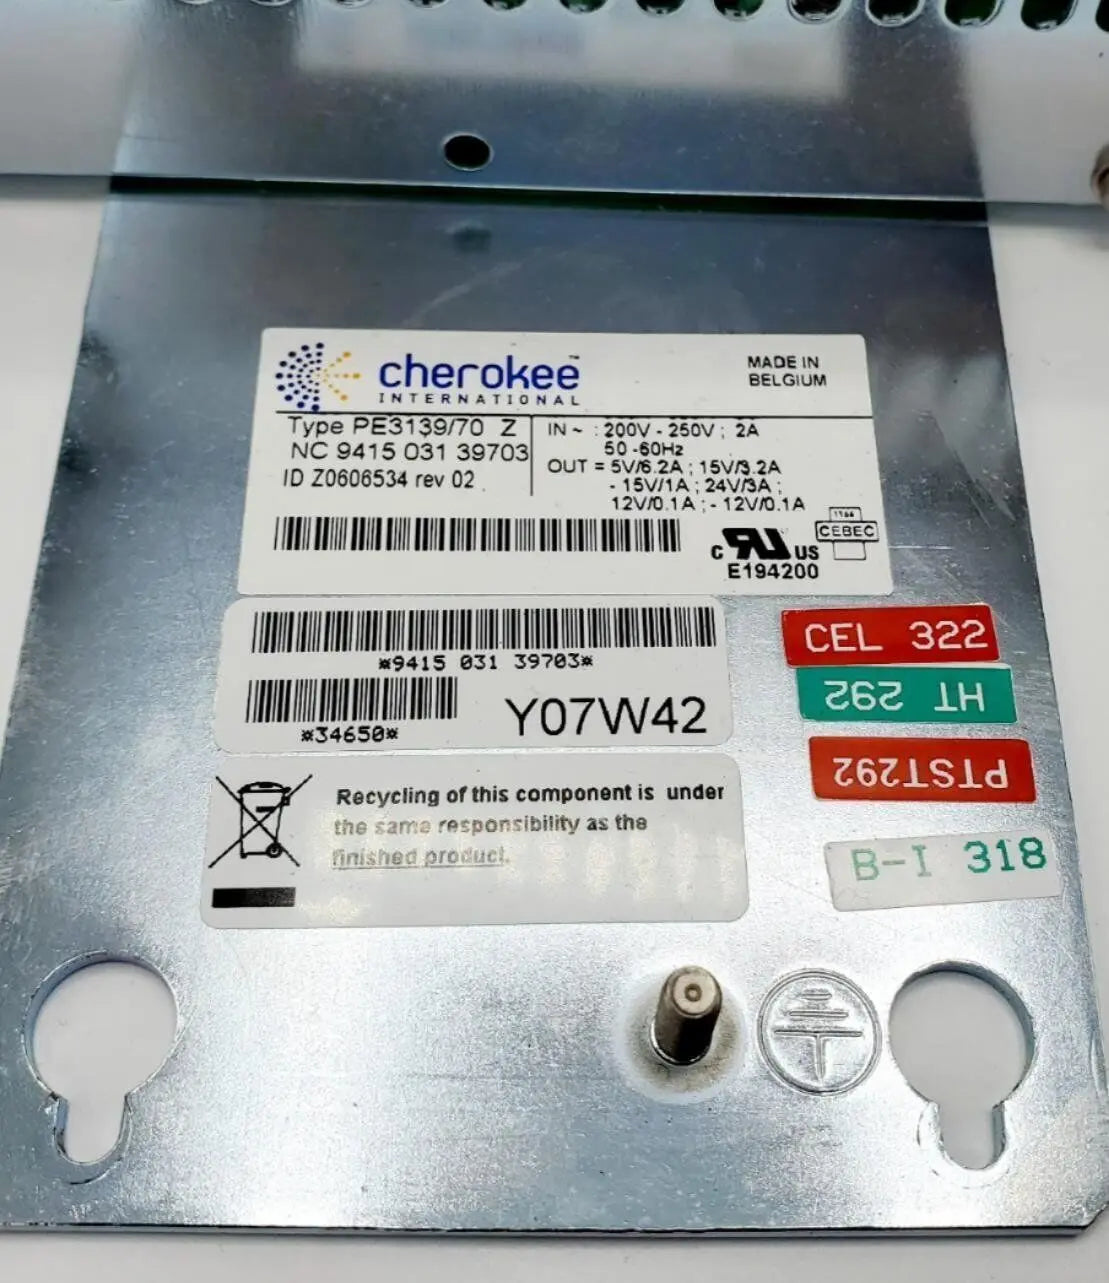 cherokee™
INTERNATIONAL
MADE IN
BELGIUM
Type PE3139/70 Z
NC 9415 031 39703
ID Z0606534 rev 02
IN ~ : 200V - 250V ; 2A
50 -60Hz
OUT = 5V/6.2A ; 15V/3.2A
- 15V/1A ; 24V/3A ;
12V/0.1A ; - 12V/0.1A
c RU US
E194200
CEBEC
*9415 031 39703*
*34650*
Y07W42
CEL 322
HT 292
PTST292
B-I 318
Recycling of this component is under
the same responsibility as the
finished product.